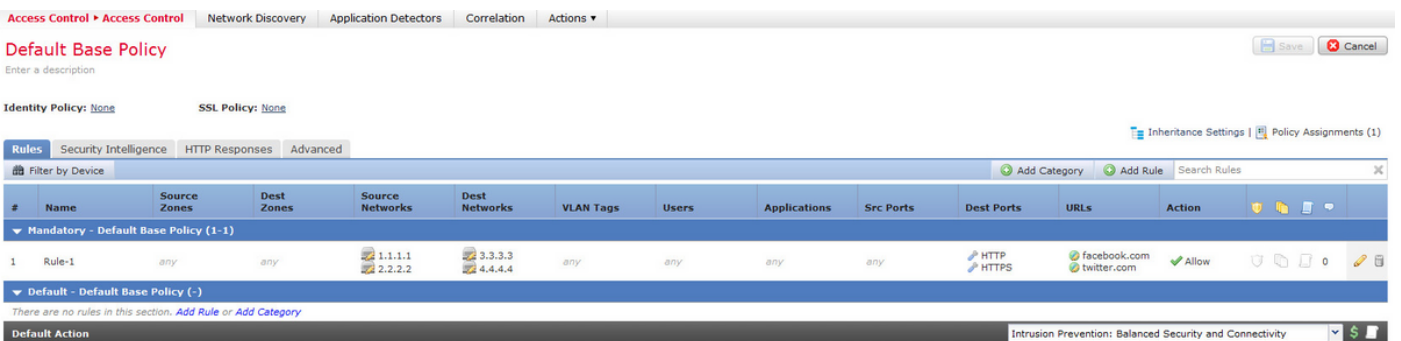 Access Control ▸ Access Control Network Discovery Application Detectors Correlation Actions ▾
Default Base Policy Save Cancel
Enter a description
Identity Policy: None SSL Policy: None
Inheritance Settings | Policy Assignments (1)
Rules Security Intelligence HTTP Responses Advanced
Filter by Device Add Category Add Rule Search Rules
# Name Source Zones Dest Zones Source Networks Dest Networks VLAN Tags Users Applications Src Ports Dest Ports URLs Action
Mandatory - Default Base Policy (1-1)
1 Rule-1 any any 1.1.1.1 3.3.3.3 any any any any HTTP facebook.com Allow 0
2.2.2.2 4.4.4.4 HTTPS twitter.com
Default - Default Base Policy (-)
There are no rules in this section. Add Rule or Add Category
Default Action Intrusion Prevention: Balanced Security and Connectivity $